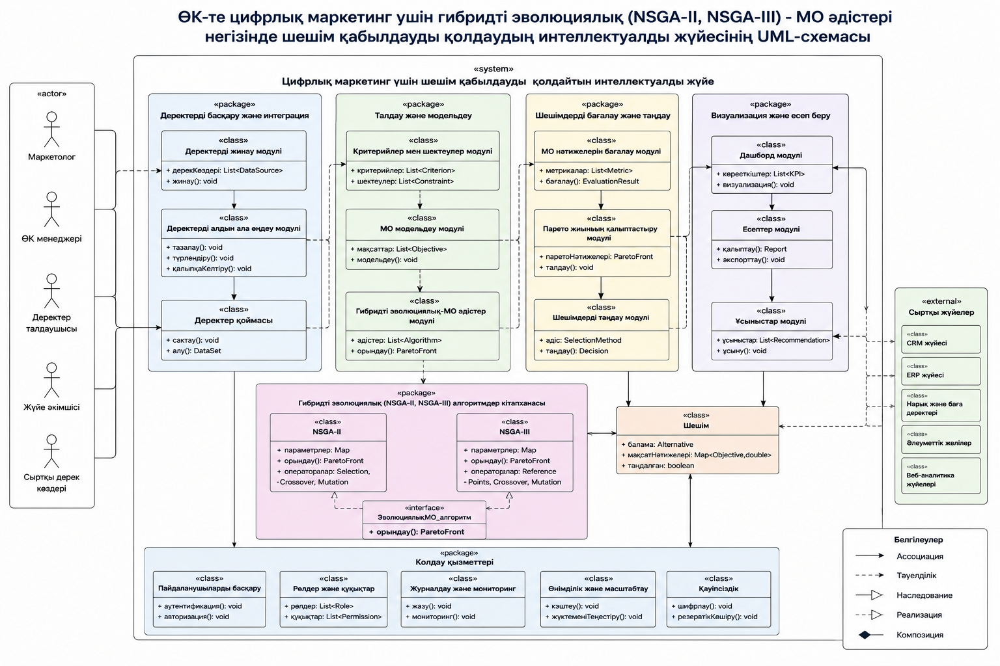 ӨК-те цифрлық маркетинг ушін гибридті эволюциялық (NSGA-II, NSGA-III) - МО әдістері
негізінде шешім қабылдауды қолдаудың интеллектуалды жүйесінің UML-схемасы
«actor»
Маркетолог
ӨК менеджері
Деректер
талдаушысы
Жүйе әкімшісі
Сыртқы дерек
көздері
«system»
Цифрлық маркетинг үшін шешім қабылдауды қолдайтын интеллектуалды жүйе
«package»
Деректерді басқару және интеграция
«class»
Деректерді жинау модулі
+ дерекКөздері: List<DataSource>
+ жинау(): void
«class»
Деректерді алдын ала өңдеу модулі
+ тазалау(): void
+ түрлендіру(): void
+ қалыпқаКелтіру(): void
«class»
Деректер қоймасы
+ сақтау(): void
+ алу(): DataSet
«package»
Талдау және модельдеу
«class»
Критерийлер мен шектеулер модулі
+ критерийлер: List<Criterion>
+ шектеулер: List<Constraint>
«class»
МО модельдеу модулі
+ мақсаттар: List<Objective>
+ модельдеу(): void
«class»
Гибридті эволюциялық-МО әдістер
модулі
+ әдістер: List<Algorithm>
+ орындау(): ParetoFront
«package»
Шешімдерді бағалау және таңдау
«class»
МО нәтижелерін бағалау модулі
+ метрикалар: List<Metric>
+ бағалау(): EvaluationResult
«class»
Парето жиының қалыптастыру
модулі
+ паретоНәтижелері: ParetoFront
+ талдау(): void
«class»
Шешімдерді таңдау модулі
+ әдіс: SelectionMethod
+ таңдау(): Decision
«package»
Визуализация және есеп беру
«class»
Дашборд модулі
+ көрсеткіштер: List<KPI>
+ визуализация(): void
«class»
Есептер модулі
+ қалыптау(): Report
+ экспорттау(): void
«class»
Ұсыныстар модулі
+ ұсыныстар: List<Recommendation>
+ ұсыну(): void
«external»
Сыртқы жүйелер
«class»
CRM жүйесі
«class»
ERP жүйесі
«class»
Нарық және баға
деректері
«class»
Әлеуметтік желілер
«class»
Веб-аналитика
жүйелері
«package»
Гибридті эволюциялық (NSGA-II, NSGA-III) алгоритмдер кітапханасы
«class»
NSGA-II
+ параметрлер: Map
+ орындау(): ParetoFront
+ операторалар: Selection,
-Crossover, Mutation
«class»
NSGA-III
+ параметрлер: Map
+ орындау(): ParetoFront
+ операторлар: Reference
- Points, Crossover, Mutation
«interface»
ЭволюциялықМО_алгоритм
+ орындау(): ParetoFront
«class»
Шешім
+ балама: Alternative
+ мақсатНәтижелері: Map<Objective,double>
+ таңдалған: boolean
«package»
Колдау қызметтері
«class»
Пайдаланушыларды басқару
+ аутентификация(): void
+ авторизация(): void
«class»
Рөлдер және құқықтар
+ рөлдер: List<Role>
+ құқықтар: List<Permission>
«class»
Журналдау және мониторинг
+ жазу(): void
+ мониторинг(): void
«class»
Өнімділік және масштабтау
+ кэштеу(): void
+ жүктеменіТеңестіру(): void
«class»
Қауіпсіздік
+ шифрлау(): void
+ резервтікКөшіру(): void
Белгілеулер
Ассоциация
Тәуелділік
Наследование
Реализация
Композиция